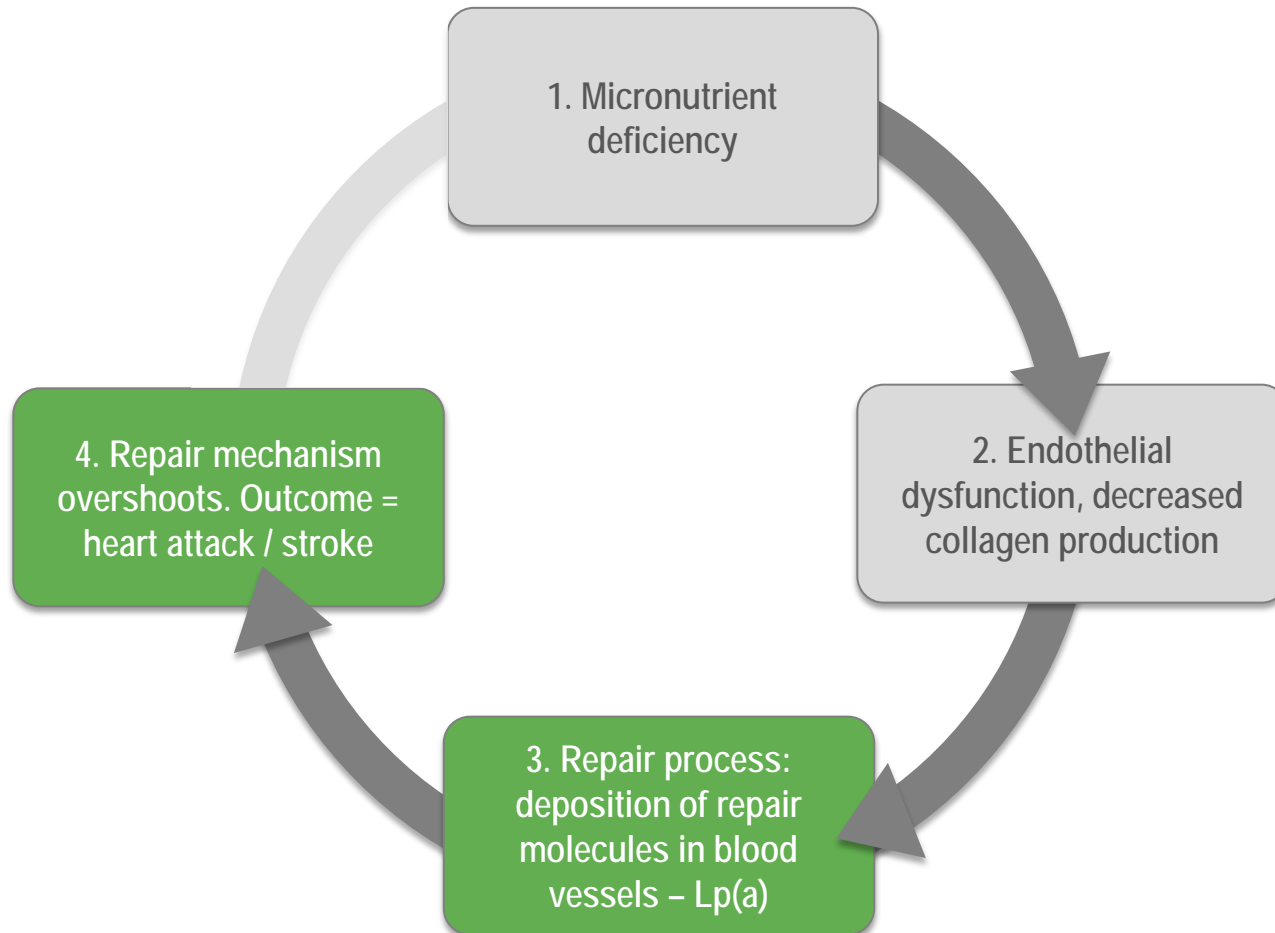 1. Micronutrient
deficiency
2. Endothelial
dysfunction, decreased
collagen production
3. Repair process:
deposition of repair
molecules in blood
vessels – Lp(a)
4. Repair mechanism
overshoots. Outcome =
heart attack / stroke